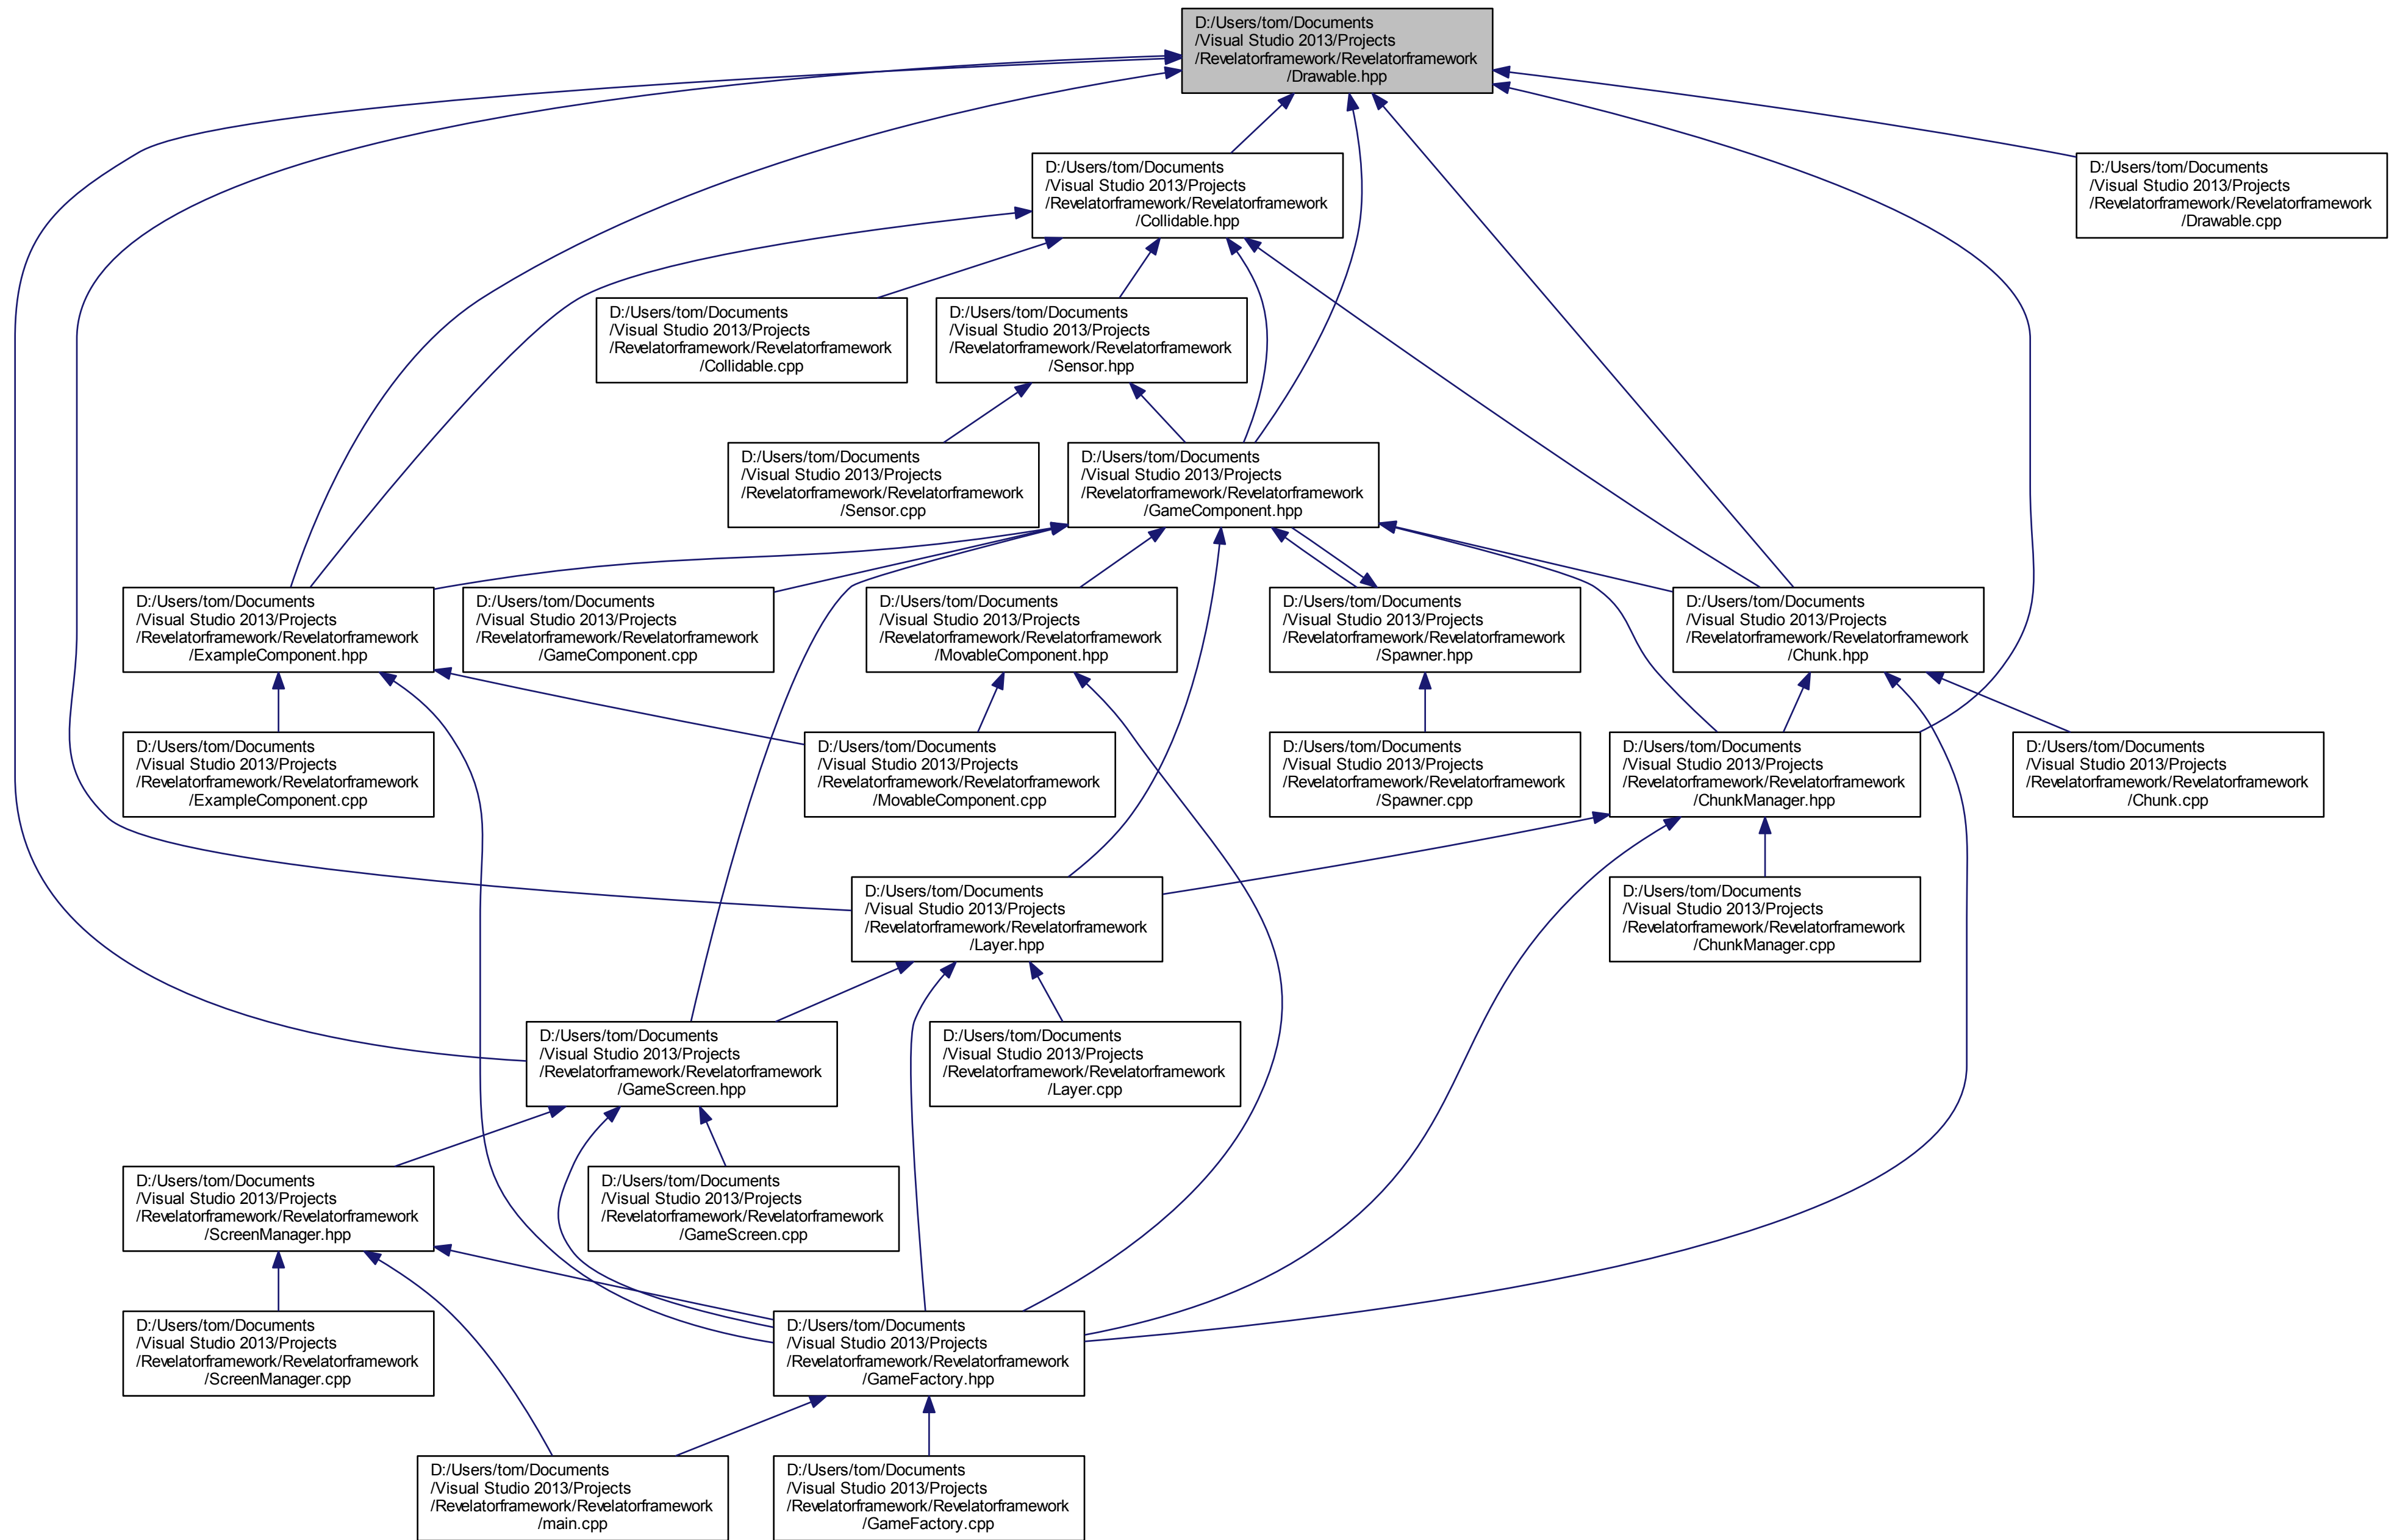 D:/Users/tom/Documents
/Visual Studio 2013/Projects
/Revelatorframework/Revelatorframework
/Drawable.hpp
D:/Users/tom/Documents
/Visual Studio 2013/Projects
/Revelatorframework/Revelatorframework
/Collidable.hpp
D:/Users/tom/Documents
/Visual Studio 2013/Projects
/Revelatorframework/Revelatorframework
/Drawable.cpp
D:/Users/tom/Documents
/Visual Studio 2013/Projects
/Revelatorframework/Revelatorframework
/Collidable.cpp
D:/Users/tom/Documents
/Visual Studio 2013/Projects
/Revelatorframework/Revelatorframework
/Sensor.hpp
D:/Users/tom/Documents
/Visual Studio 2013/Projects
/Revelatorframework/Revelatorframework
/Sensor.cpp
D:/Users/tom/Documents
/Visual Studio 2013/Projects
/Revelatorframework/Revelatorframework
/GameComponent.hpp
D:/Users/tom/Documents
/Visual Studio 2013/Projects
/Revelatorframework/Revelatorframework
/ExampleComponent.hpp
D:/Users/tom/Documents
/Visual Studio 2013/Projects
/Revelatorframework/Revelatorframework
/GameComponent.cpp
D:/Users/tom/Documents
/Visual Studio 2013/Projects
/Revelatorframework/Revelatorframework
/MovableComponent.hpp
D:/Users/tom/Documents
/Visual Studio 2013/Projects
/Revelatorframework/Revelatorframework
/Spawner.hpp
D:/Users/tom/Documents
/Visual Studio 2013/Projects
/Revelatorframework/Revelatorframework
/Chunk.hpp
D:/Users/tom/Documents
/Visual Studio 2013/Projects
/Revelatorframework/Revelatorframework
/ExampleComponent.cpp
D:/Users/tom/Documents
/Visual Studio 2013/Projects
/Revelatorframework/Revelatorframework
/MovableComponent.cpp
D:/Users/tom/Documents
/Visual Studio 2013/Projects
/Revelatorframework/Revelatorframework
/Spawner.cpp
D:/Users/tom/Documents
/Visual Studio 2013/Projects
/Revelatorframework/Revelatorframework
/ChunkManager.hpp
D:/Users/tom/Documents
/Visual Studio 2013/Projects
/Revelatorframework/Revelatorframework
/Chunk.cpp
D:/Users/tom/Documents
/Visual Studio 2013/Projects
/Revelatorframework/Revelatorframework
/Layer.hpp
D:/Users/tom/Documents
/Visual Studio 2013/Projects
/Revelatorframework/Revelatorframework
/ChunkManager.cpp
D:/Users/tom/Documents
/Visual Studio 2013/Projects
/Revelatorframework/Revelatorframework
/GameScreen.hpp
D:/Users/tom/Documents
/Visual Studio 2013/Projects
/Revelatorframework/Revelatorframework
/Layer.cpp
D:/Users/tom/Documents
/Visual Studio 2013/Projects
/Revelatorframework/Revelatorframework
/ScreenManager.hpp
D:/Users/tom/Documents
/Visual Studio 2013/Projects
/Revelatorframework/Revelatorframework
/GameScreen.cpp
D:/Users/tom/Documents
/Visual Studio 2013/Projects
/Revelatorframework/Revelatorframework
/ScreenManager.cpp
D:/Users/tom/Documents
/Visual Studio 2013/Projects
/Revelatorframework/Revelatorframework
/GameFactory.hpp
D:/Users/tom/Documents
/Visual Studio 2013/Projects
/Revelatorframework/Revelatorframework
/main.cpp
D:/Users/tom/Documents
/Visual Studio 2013/Projects
/Revelatorframework/Revelatorframework
/GameFactory.cpp